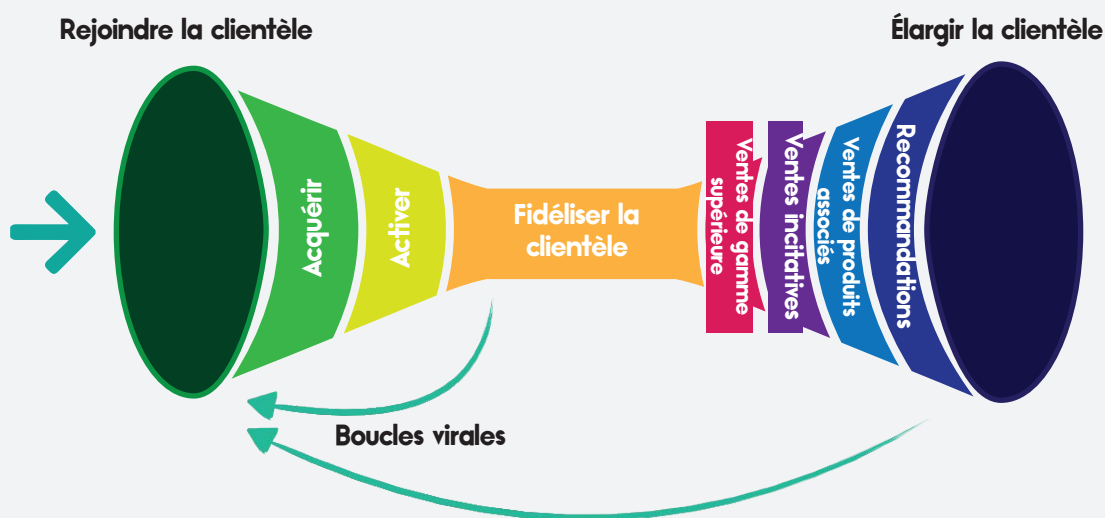 Rejoindre la clientèle
Élargir la clientèle
Acquérir
Activer
Fidéliser la
clientèle
Ventes de gamme
supérieure
Ventes incitatives
Ventes de produits
associés
Recommandations
Boucles virales